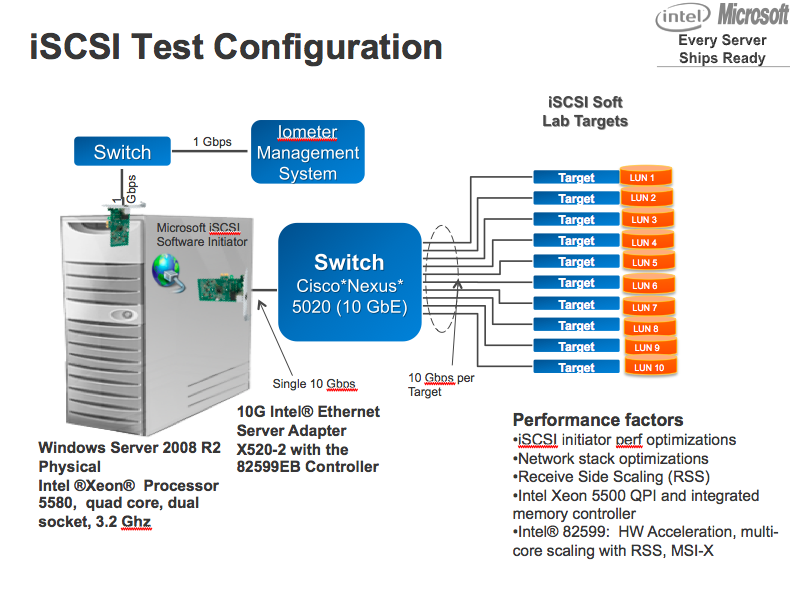 iSCSI Test Configuration
intel Microsoft
Every Server
Ships Ready
iSCSI Soft
Lab Targets
Switch
1 Gbps
Iometer
Management
System
1
Gbps
Microsoft iSCSI
Software Initiator
Switch
Cisco*Nexus*
5020 (10 GbE)
Target LUN 1
Target LUN 2
Target LUN 3
Target LUN 4
Target LUN 5
Target LUN 6
Target LUN 7
Target LUN 8
Target LUN 9
Target LUN 10
Single 10 Gbps
10 Gbps per
Target
10G Intel® Ethernet
Server Adapter
X520-2 with the
82599EB Controller
Windows Server 2008 R2
Physical
Intel ®Xeon® Processor
5580, quad core, dual
socket, 3.2 Ghz
Performance factors
•iSCSI initiator perf optimizations
•Network stack optimizations
•Receive Side Scaling (RSS)
•Intel Xeon 5500 QPI and integrated
memory controller
•Intel® 82599: HW Acceleration, multi-
core scaling with RSS, MSI-X